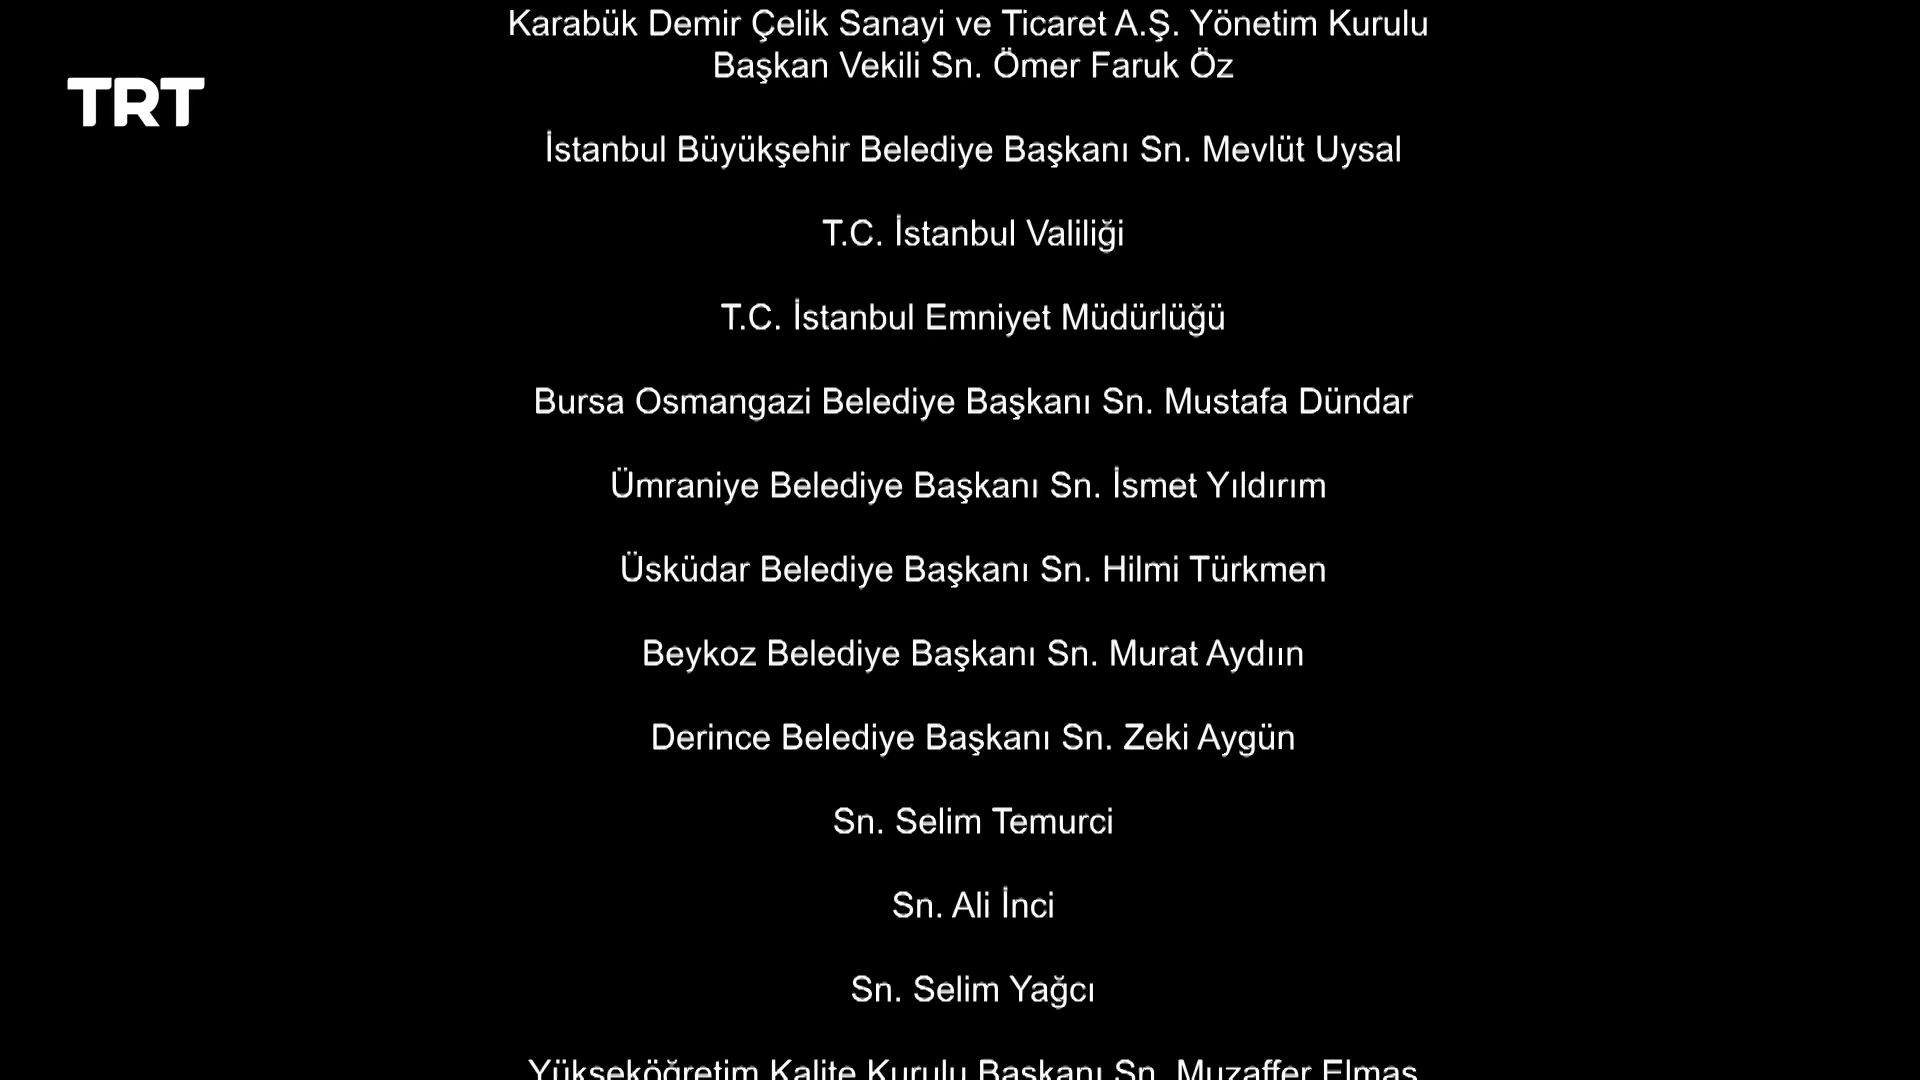 Karabük Demir Çelik Sanayi ve Ticaret A.Ş. Yönetim Kurulu
Başkan Vekili Sn. Ömer Faruk Öz
TRT
İstanbul Büyükşehir Belediye Başkanı Sn. Mevlüt Uysal
T.C. İstanbul Valiliği
T.C. İstanbul Emniyet Müdürlüğü
Bursa Osmangazi Belediye Başkanı Sn. Mustafa Dündar
Ümraniye Belediye Başkanı Sn. İsmet Yıldırım
Üsküdar Belediye Başkanı Sn. Hilmi Türkmen
Beykoz Belediye Başkanı Sn. Murat Aydıın
Derince Belediye Başkanı Sn. Zeki Aygün
Sn. Selim Temurci
Sn. Ali İnci
Sn. Selim Yağcı
Yükseköğretim Kalite Kurulu Başkanı Sn. Muzaffer Elmas